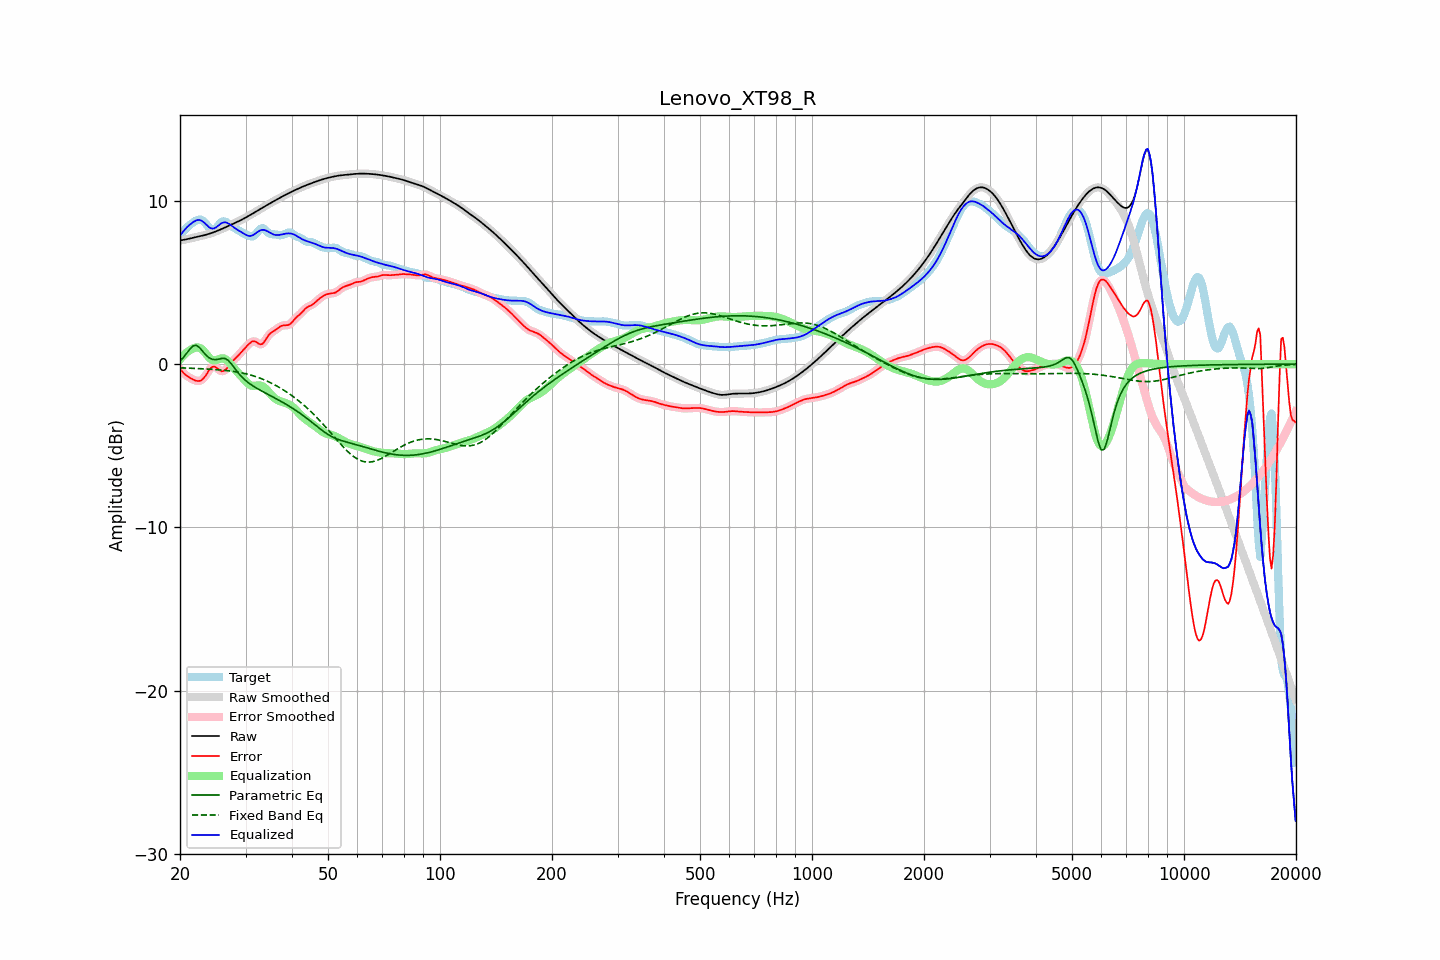 Lenovo_XT98_R
Amplitude (dBr)
10
0
−10
−20
−30
Target
Raw Smoothed
Error Smoothed
Raw
Error
Equalization
Parametric Eq
Fixed Band Eq
Equalized
20 50 100 200 500 1000 2000 5000 10000 20000
Frequency (Hz)